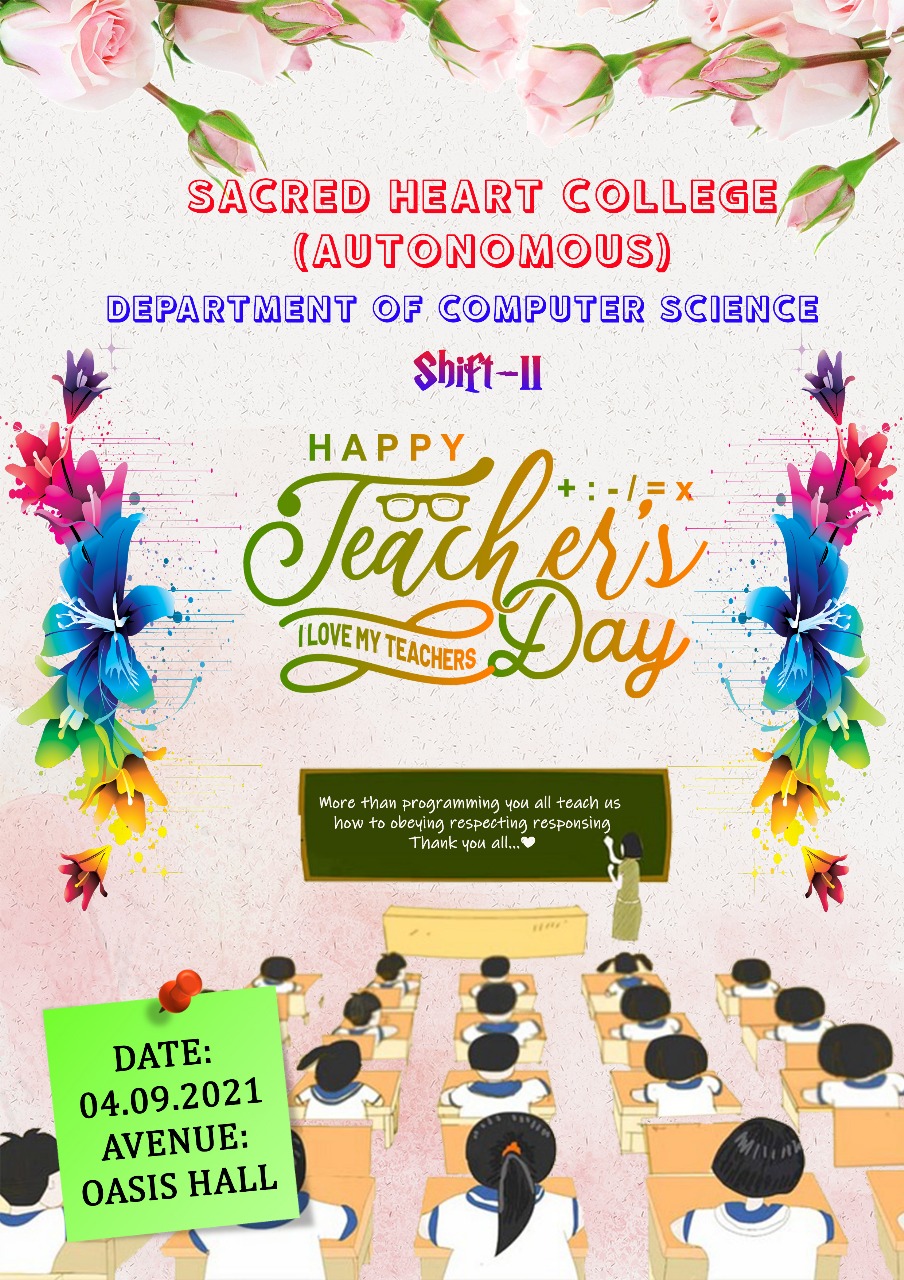 SACRED HEART COLLEGE
(AUTONOMOUS)
DEPARTMENT OF COMPUTER SCIENCE
Shift-II
HAPPY
+ : - / = x
Teacher's
Day
I LOVE MY TEACHERS
More than programming you all teach us
how to obeying respecting responsing
Thank you all...❤
DATE:
04.09.2021
AVENUE:
OASIS HALL